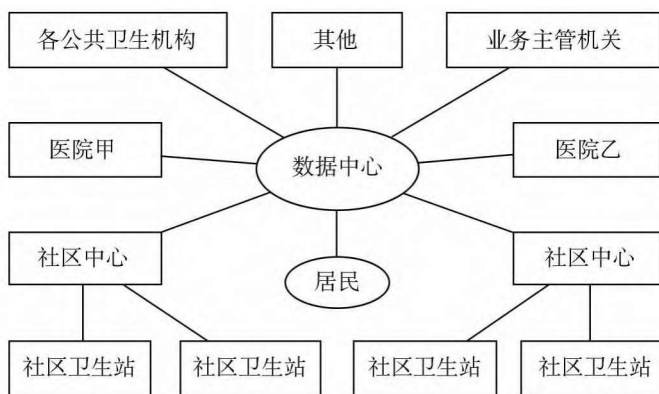 各公共卫生机构
其他
业务主管机关
医院甲
数据中心
医院乙
社区中心
居民
社区中心
社区卫生站
社区卫生站
社区卫生站
社区卫生站